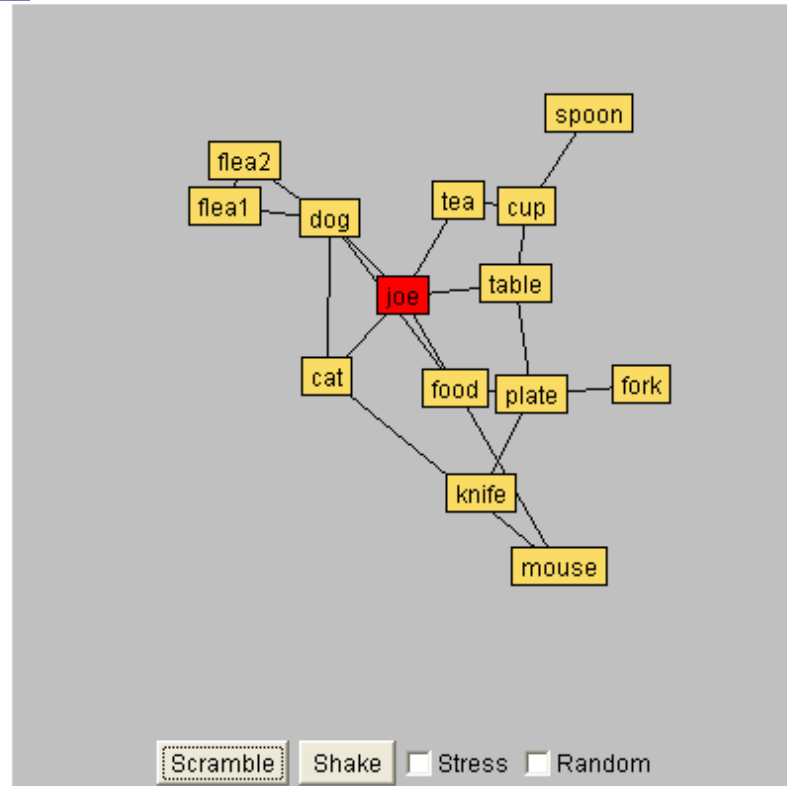 spoon
flea2
flea1
dog
tea
cup
joe
table
cat
food
plate
fork
knife
mouse
Scramble
Shake
Stress
Random